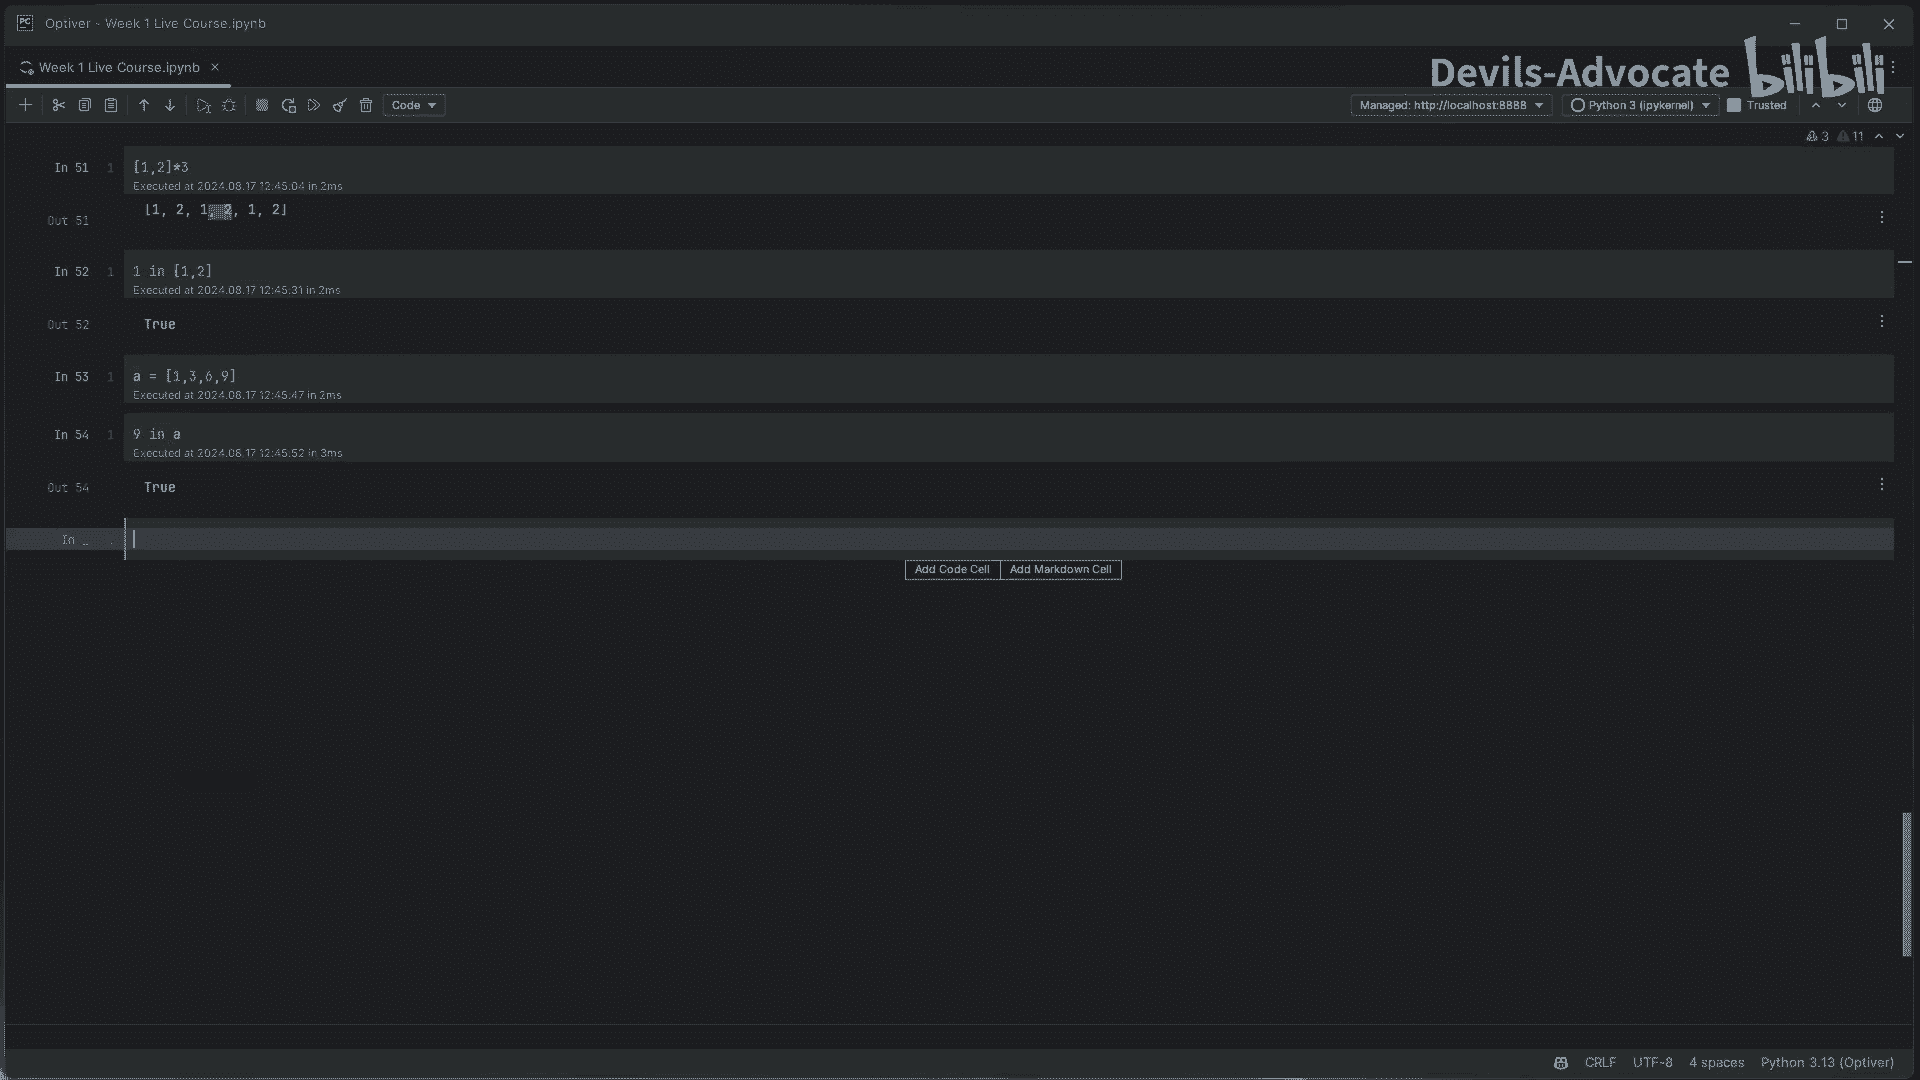 PC Optiver - Week 1 Live Course.ipynb
Week 1 Live Course.ipynb
Devils-Advocate bilibili
Code Managed: http://localhost:8888 Python 3 (ipykernel) Trusted
3 11
In 51 1 [1,2]*3
Executed at 2024.08.17 12:45:04 in 2ms
Out 51 [1, 2, 1, 2, 1, 2]
In 52 1 1 in [1,2]
Executed at 2024.08.17 12:45:31 in 2ms
Out 52 True
In 53 1 a = [1,3,6,9]
Executed at 2024.08.17 12:45:47 in 2ms
In 54 1 9 in a
Executed at 2024.08.17 12:45:52 in 3ms
Out 54 True
In _
Add Code Cell Add Markdown Cell
CRLF UTF-8 4 spaces Python 3.13 (Optiver)